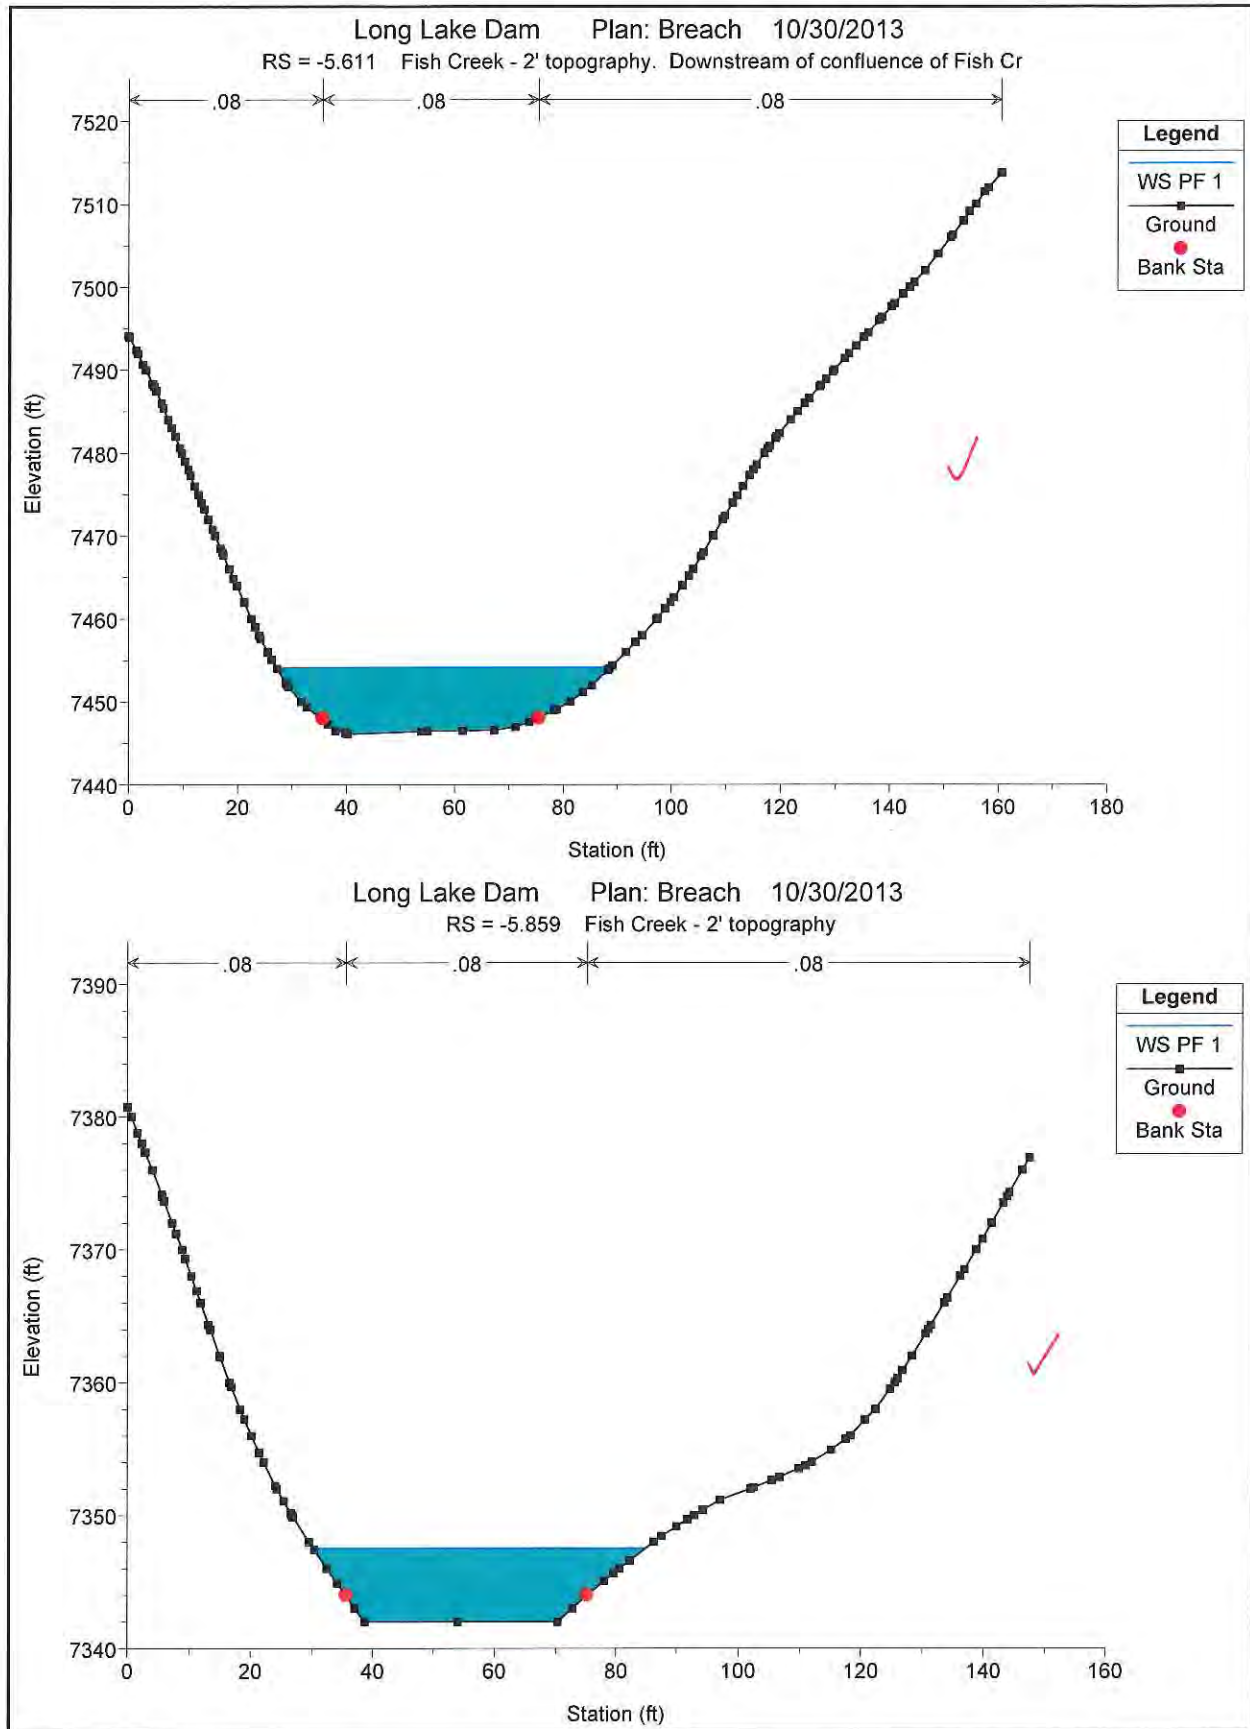 Long Lake Dam Plan: Breach 10/30/2013
RS = -5.611 Fish Creek - 2' topography. Downstream of confluence of Fish Cr
.08 .08 .08
Legend
WS PF 1
Ground
Bank Sta
7520
7510
7500
7490
7480
7470
7460
7450
7440
Elevation (ft)
0 20 40 60 80 100 120 140 160 180
Station (ft)
Long Lake Dam Plan: Breach 10/30/2013
RS = -5.859 Fish Creek - 2' topography
.08 .08 .08
Legend
WS PF 1
Ground
Bank Sta
7390
7380
7370
7360
7350
7340
Elevation (ft)
0 20 40 60 80 100 120 140 160
Station (ft)